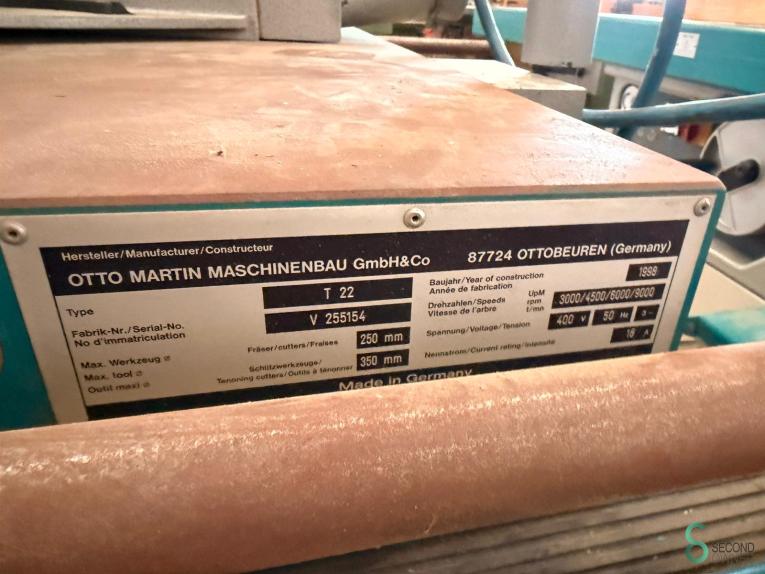 Hersteller/Manufacturer/Constructeur
OTTO MARTIN MASCHINENBAU GmbH&Co 87724 OTTOBEUREN (Germany)
Type T 22
Fabrik-Nr./Serial-No.
No d'immatriculation
V 255154
Max. Werkzeug ⌀
Max. tool ⌀
Outil maxi ⌀
Fräser/cutters/Fraises 250 mm
Schlitzwerkzeuge/
Tenoning cutters/Outils à tenonner 350 mm
Baujahr/Year of construction
Année de fabrication
1998
Drehzahlen/Speeds
Vitesse de l'arbre
UpM
rpm
t/mn
3000/4500/6000/9000
Spannung/Voltage/Tension 400 V 50 Hz 3~
Nennstrom/Current rating/Intensité A
Made in Germany
SECOND